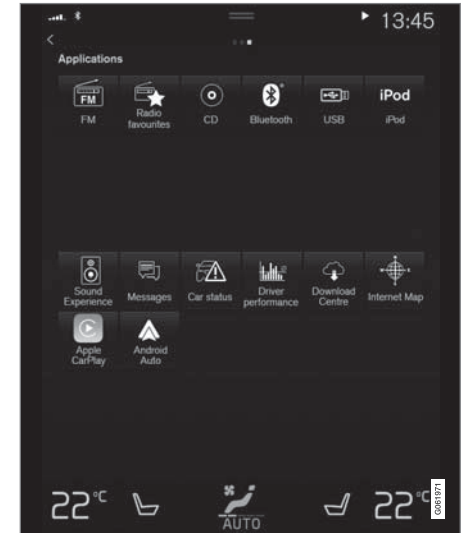 13:45
Applications
FM
iPod
FM
Radio
favourites
CD
Bluetooth
USB
iPod
Sound
Experience
Messages
Car status
Driver
performance
Download
Centre
Internet Map
Apple
CarPlay
Android
Auto
22°C
AUTO
22°C
G061971